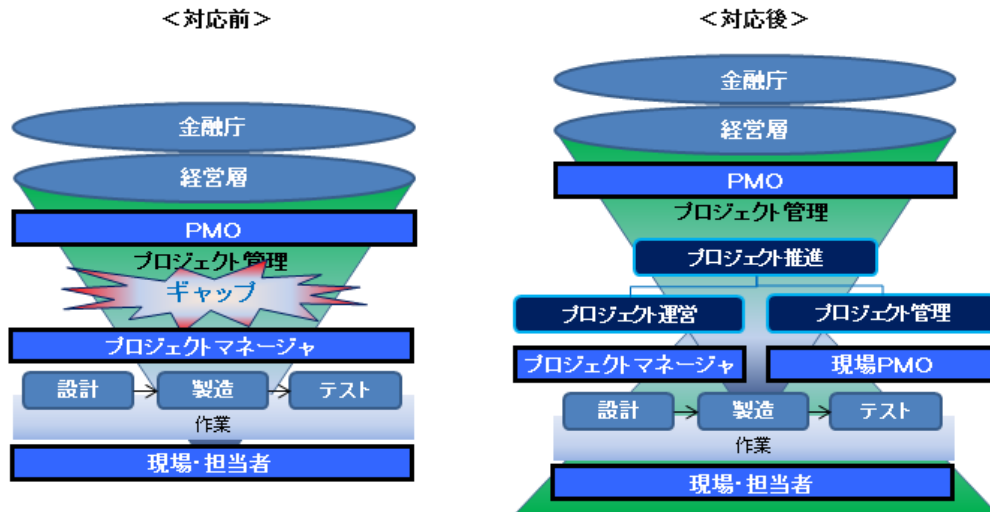 ＜対応前＞
金融庁
経営層
PMO
プロジェクト管理
ギャップ
プロジェクトマネージャ
設計
製造
テスト
作業
現場・担当者
＜対応後＞
金融庁
経営層
PMO
プロジェクト管理
プロジェクト推進
プロジェクト運営
プロジェクト管理
プロジェクトマネージャ
現場PMO
設計
製造
テスト
作業
現場・担当者